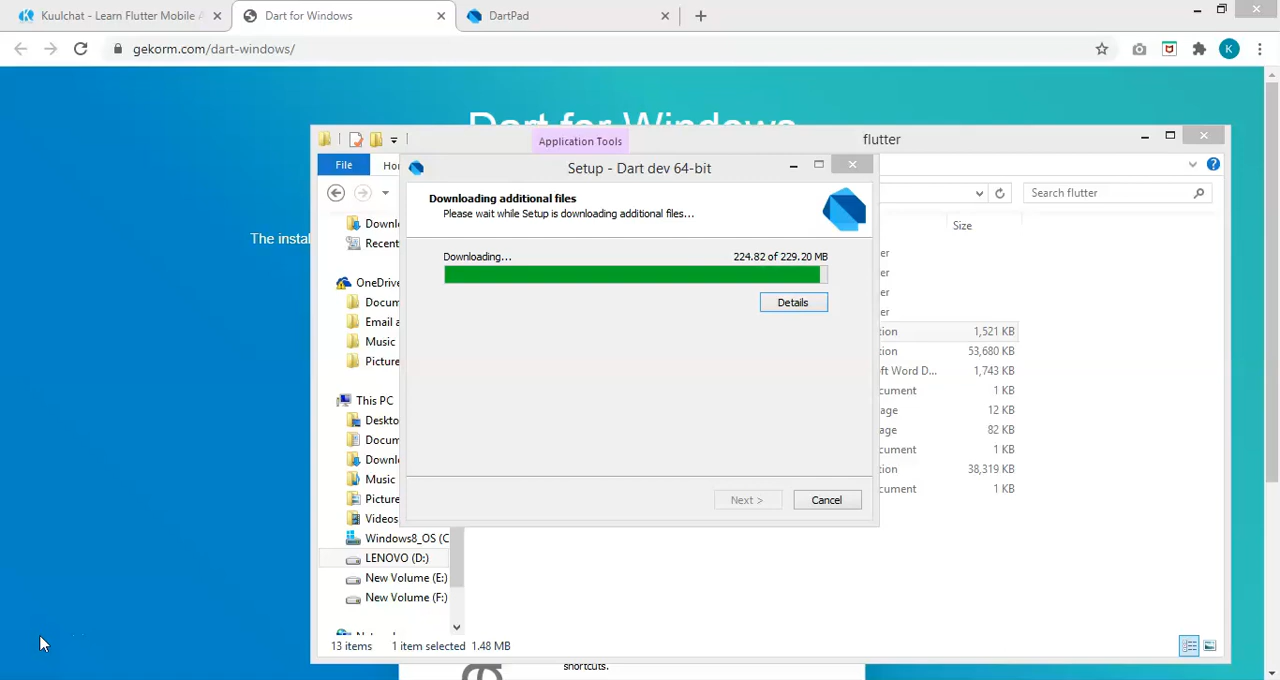 Kuulchat - Learn Flutter Mobile A
Dart for Windows
DartPad
gekorm.com/dart-windows/
K
Dart for Windows
The instal
Application Tools
flutter
File
Ho
Setup - Dart dev 64-bit
Search flutter
Downloading additional files
Please wait while Setup is downloading additional files...
Downloading...
224.82 of 229.20 MB
Details
Next >
Cancel
Downl
Recent
OneDrive
Docum
Email a
Music
Picture
This PC
Deskto
Docum
Downl
Music
Picture
Videos
Windows8_OS (C
LENOVO (D:)
New Volume (E:)
New Volume (F:)
Size
er
er
er
er
tion 1,521 KB
tion 53,680 KB
ft Word D... 1,743 KB
cument 1 KB
age 12 KB
age 82 KB
cument 1 KB
tion 38,319 KB
cument 1 KB
13 items 1 item selected 1.48 MB
shortcuts.